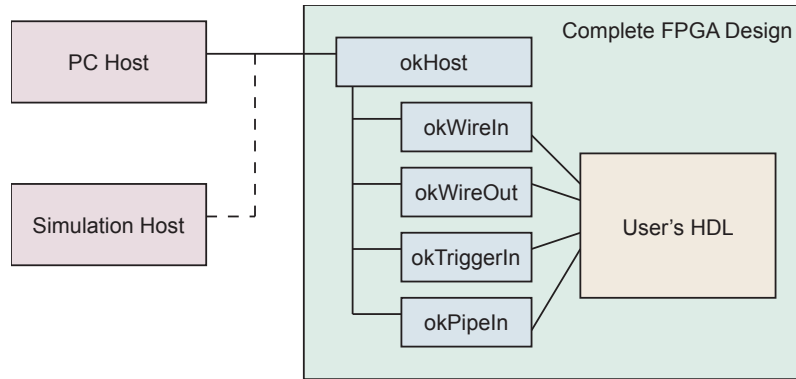 Complete FPGA Design
PC Host
okHost
okWireIn
okWireOut
Simulation Host
User's HDL
okTriggerIn
okPipeIn